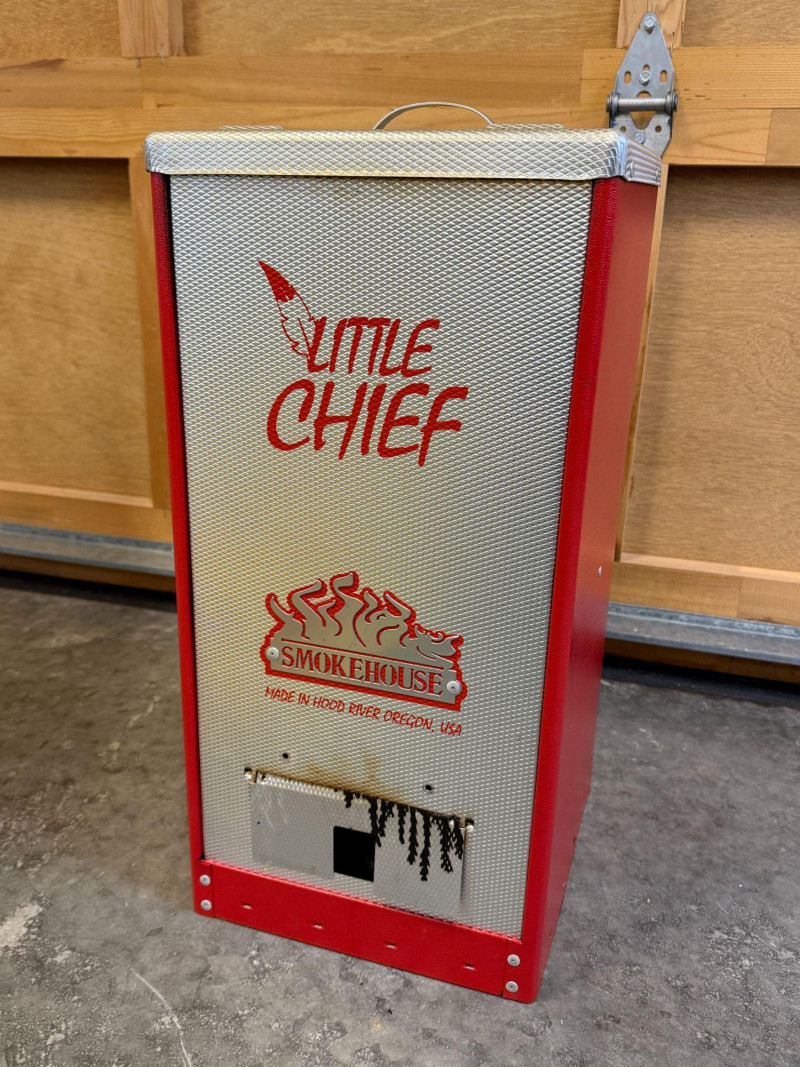 LITTLE
CHIEF
SMOKEHOUSE
MADE IN HOOD RIVER OREGON, USA